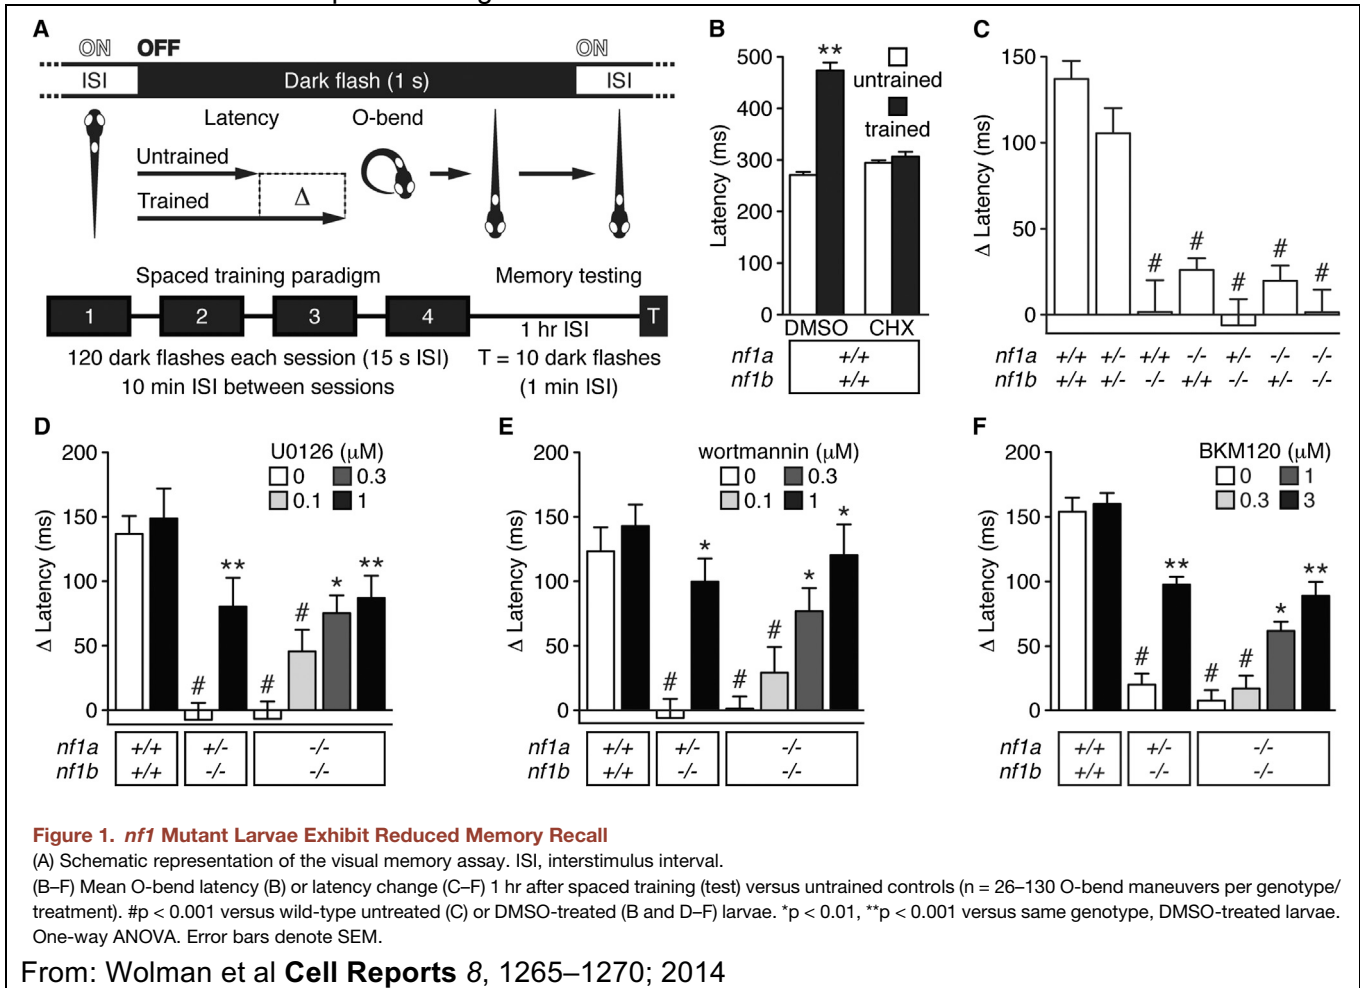 A
ON OFF ON
ISI Dark flash (1 s) ISI
Latency O-bend
Untrained
Trained
Δ
Spaced training paradigm Memory testing
1 2 3 4 T
1 hr ISI
120 dark flashes each session (15 s ISI) T = 10 dark flashes
10 min ISI between sessions (1 min ISI)
B
Latency (ms)
500
400
300
200
100
0
**
untrained
trained
DMSO CHX
nf1a +/+
nf1b +/+
C
Δ Latency (ms)
150
100
50
0
# # # # #
nf1a +/+ +/- +/+ -/- +/- -/- -/-
nf1b +/+ +/- -/- +/+ -/- +/- -/-
D
Δ Latency (ms)
200
150
100
50
0
U0126 (μM)
0 0.3
0.1 1
# ** # # * **
nf1a +/+ +/- -/-
nf1b +/+ -/- -/-
E
Δ Latency (ms)
200
150
100
50
0
wortmannin (μM)
0 0.3
0.1 1
# * # # * *
nf1a +/+ +/- -/-
nf1b +/+ -/- -/-
F
Δ Latency (ms)
200
150
100
50
0
BKM120 (μM)
0 1
0.3 3
# ** # # * **
nf1a +/+ +/- -/-
nf1b +/+ -/- -/-
Figure 1. nf1 Mutant Larvae Exhibit Reduced Memory Recall
(A) Schematic representation of the visual memory assay. ISI, interstimulus interval.
(B–F) Mean O-bend latency (B) or latency change (C–F) 1 hr after spaced training (test) versus untrained controls (n = 26–130 O-bend maneuvers per genotype/
treatment). #p < 0.001 versus wild-type untreated (C) or DMSO-treated (B and D–F) larvae. *p < 0.01, **p < 0.001 versus same genotype, DMSO-treated larvae.
One-way ANOVA. Error bars denote SEM.
From: Wolman et al Cell Reports 8, 1265–1270; 2014